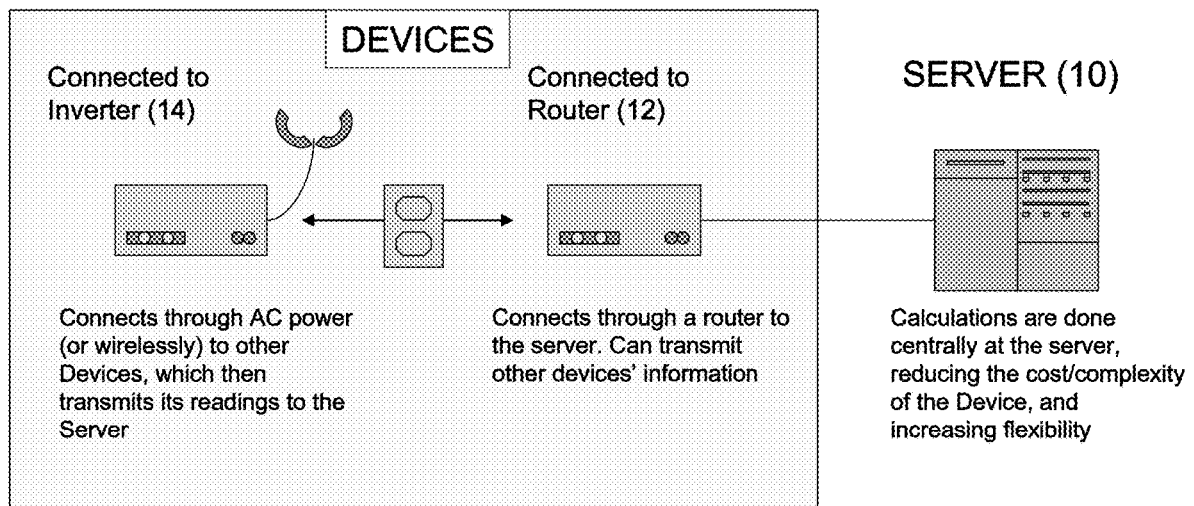 DEVICES
Connected to
Inverter (14)
Connected to
Router (12)
SERVER (10)
Connects through AC power
(or wirelessly) to other
Devices, which then
transmits its readings to the
Server
Connects through a router to
the server. Can transmit
other devices' information
Calculations are done
centrally at the server,
reducing the cost/complexity
of the Device, and
increasing flexibility